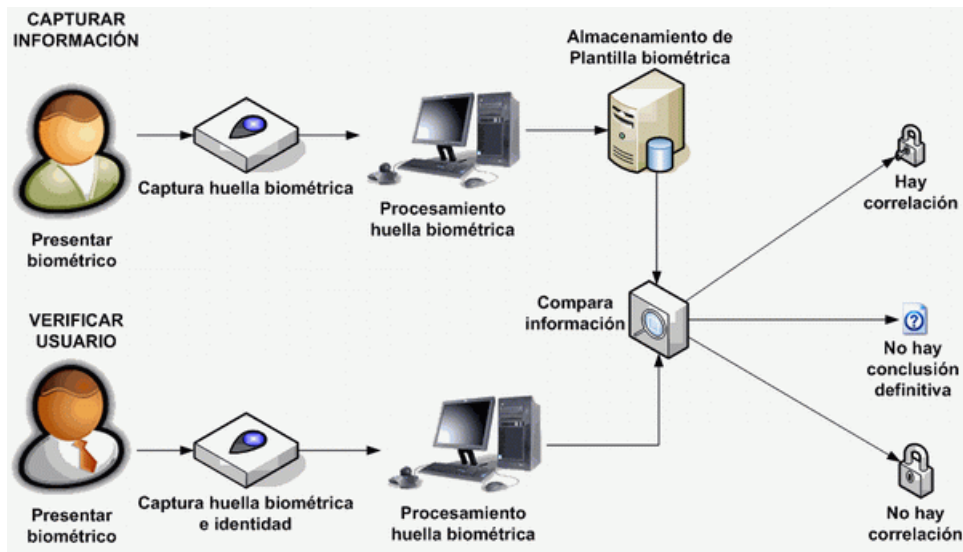 CAPTURAR
INFORMACIÓN
Presentar
biométrico
Captura huella biométrica
Procesamiento
huella biométrica
Almacenamiento de
Plantilla biométrica
Hay
correlación
Compara
información
No hay
conclusión
definitiva
VERIFICAR
USUARIO
Presentar
biométrico
Captura huella biométrica
e identidad
Procesamiento
huella biométrica
No hay
correlación